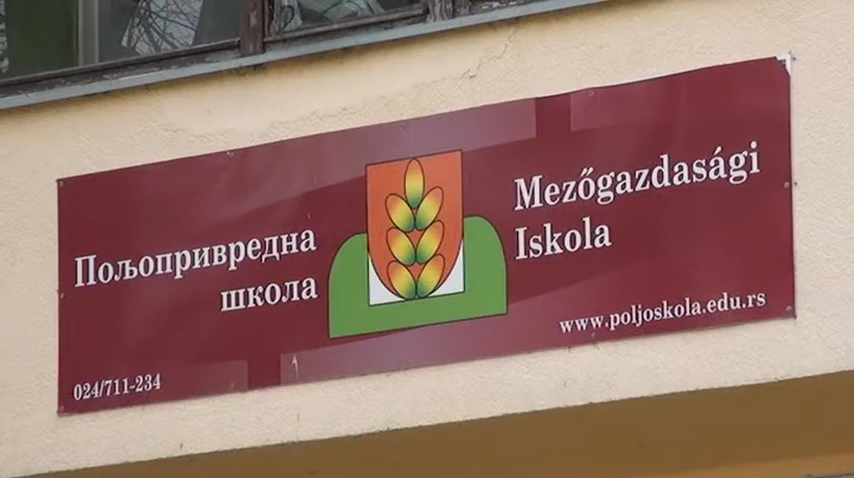 Пољопривредна
школа
024/711-234
Mezőgazdasági
Iskola
www.poljoskola.edu.rs